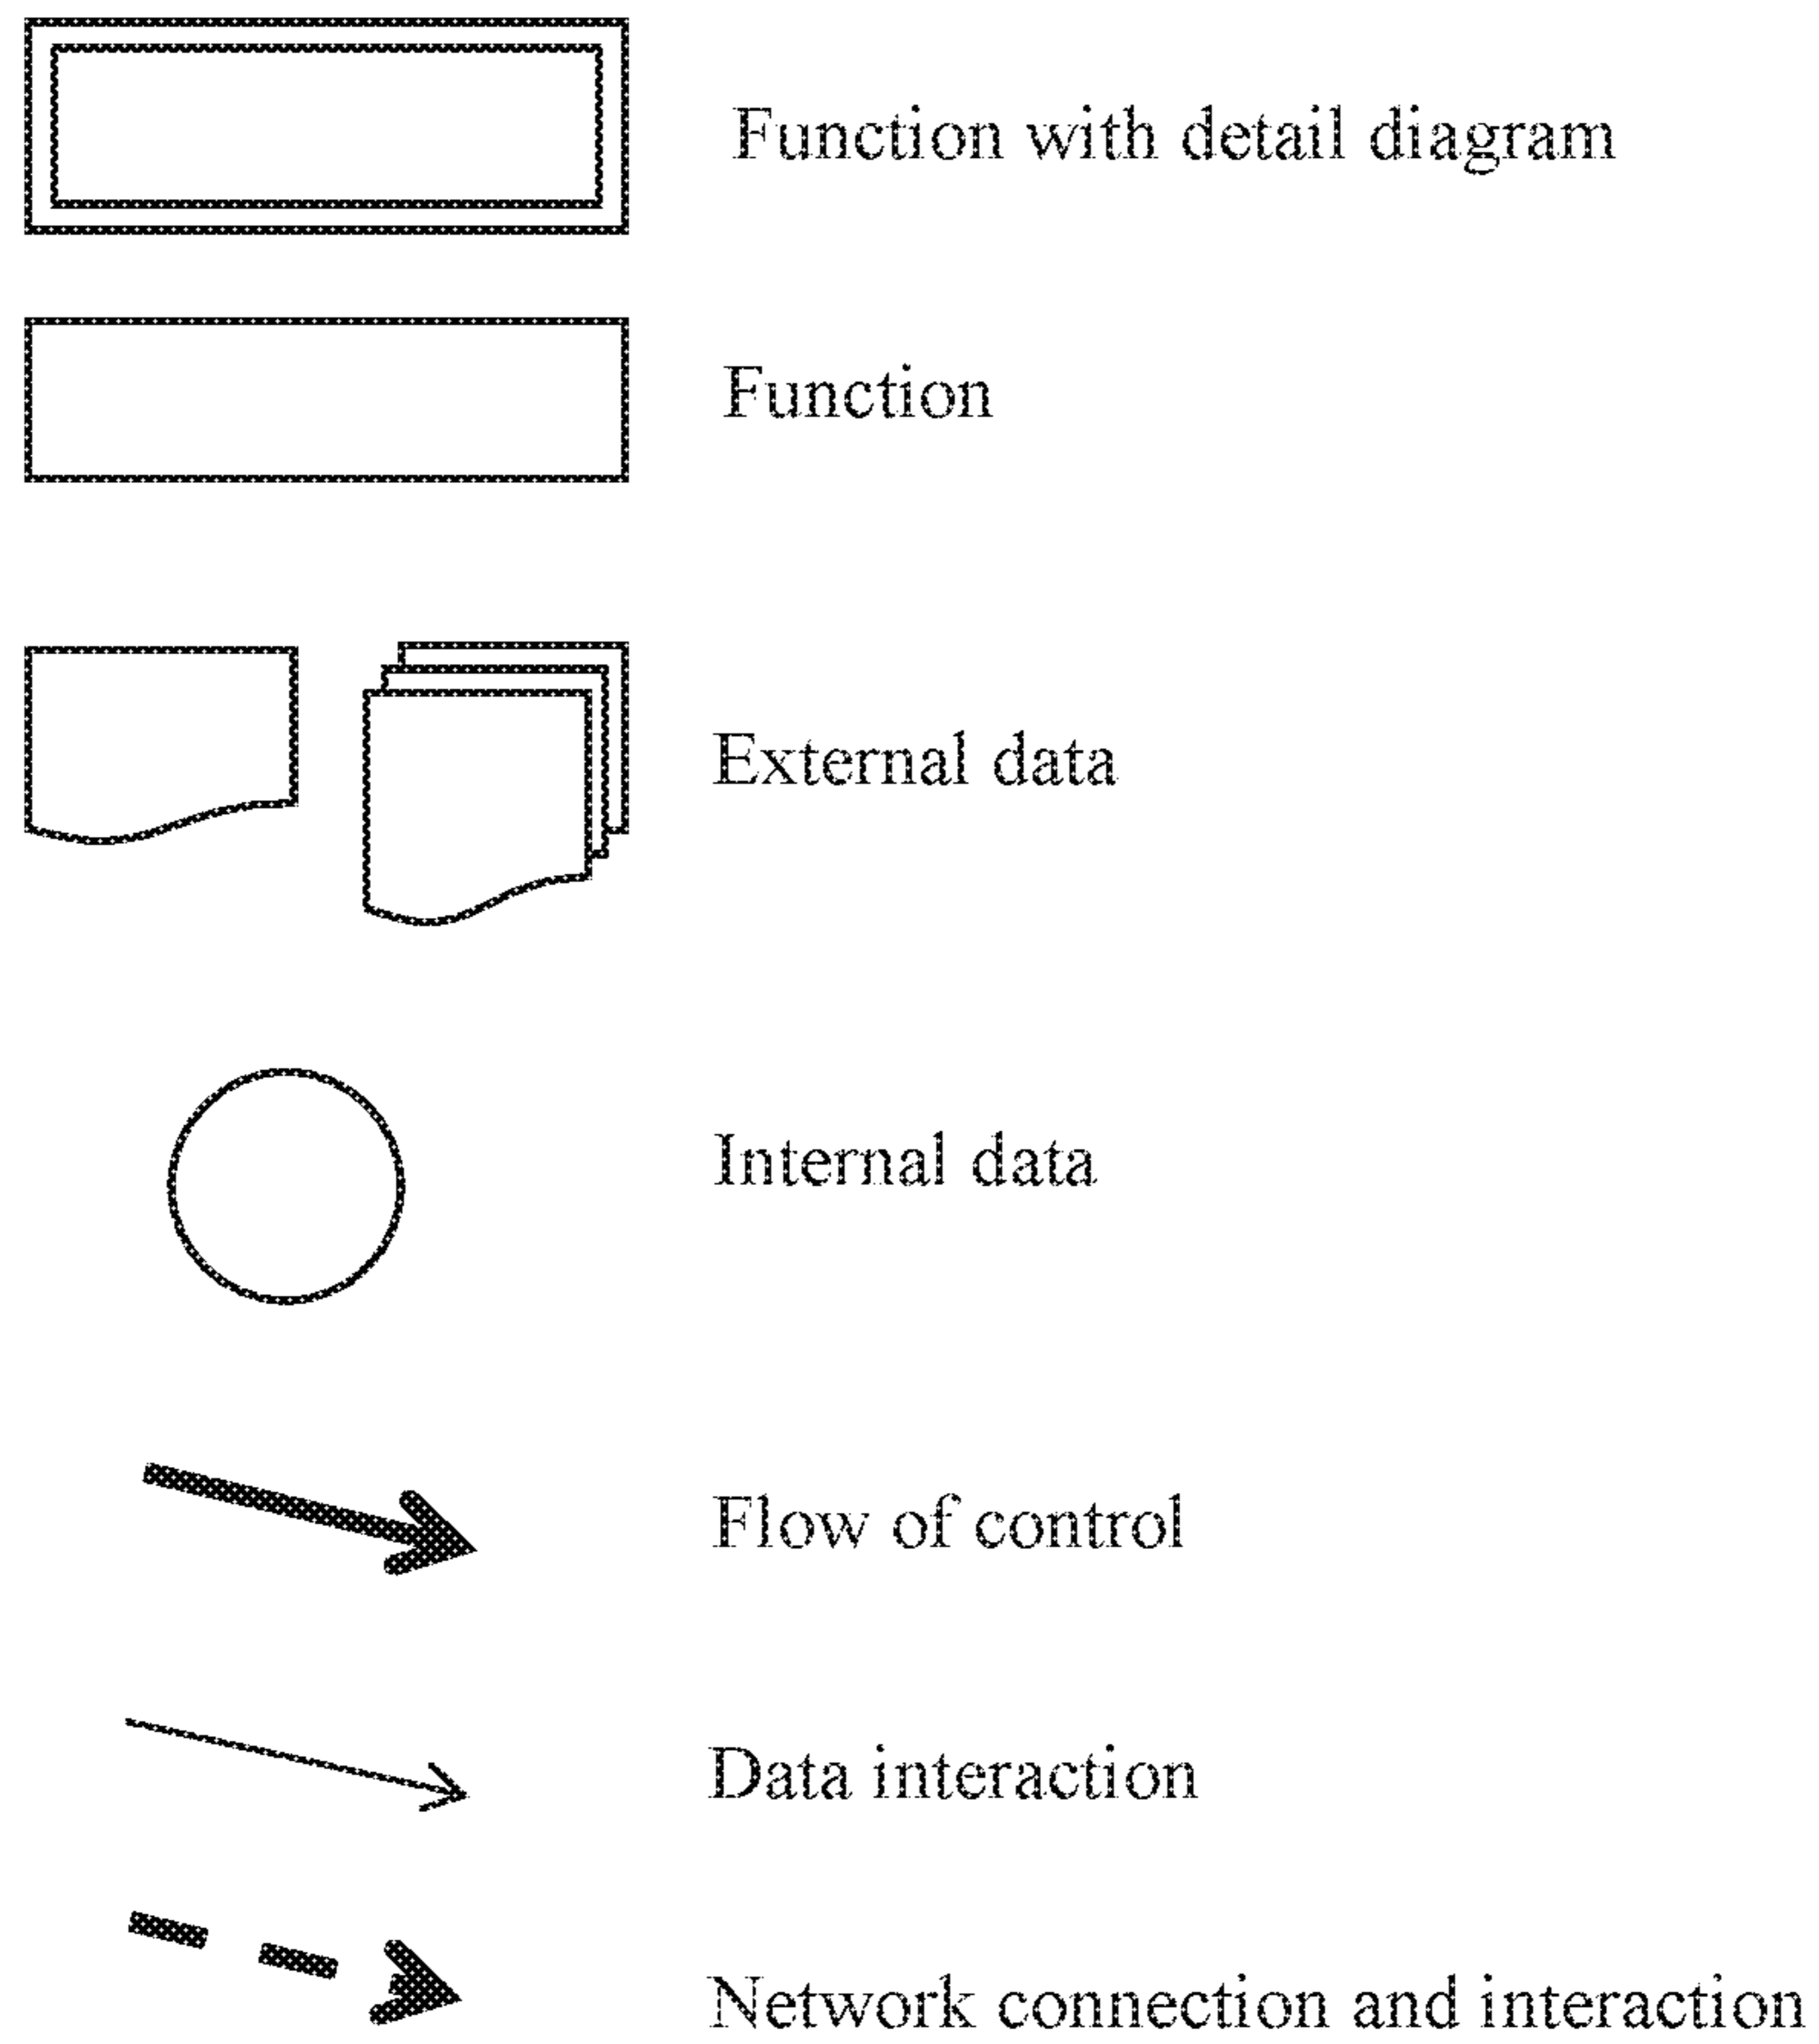 Function with detail diagram
Function
External data
Internal data
Flow of control
Data interaction
Network connection and interaction